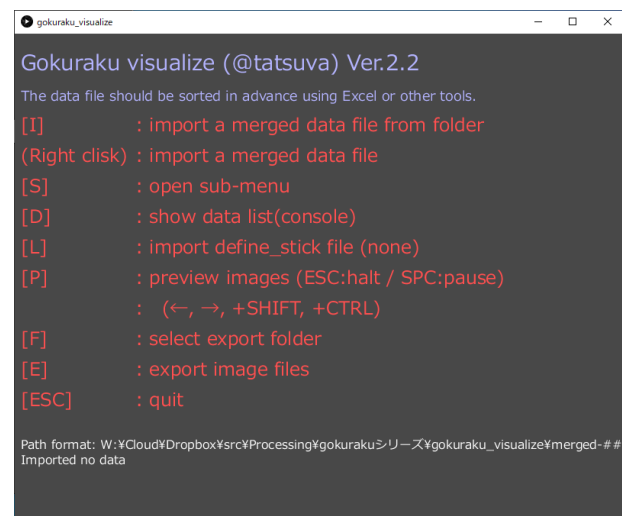 gokuraku_visualize
Gokuraku visualize (@tatsuva) Ver.2.2
The data file should be sorted in advance using Excel or other tools.
[I] : import a merged data file from folder
(Right clisk) : import a merged data file
[S] : open sub-menu
[D] : show data list(console)
[L] : import define_stick file (none)
[P] : preview images (ESC:halt / SPC:pause)
: (←, →, +SHIFT, +CTRL)
[F] : select export folder
[E] : export image files
[ESC] : quit
Path format: W:¥Cloud¥Dropbox¥src¥Processing¥gokurakuシリーズ¥gokuraku_visualize¥merged-##
Imported no data